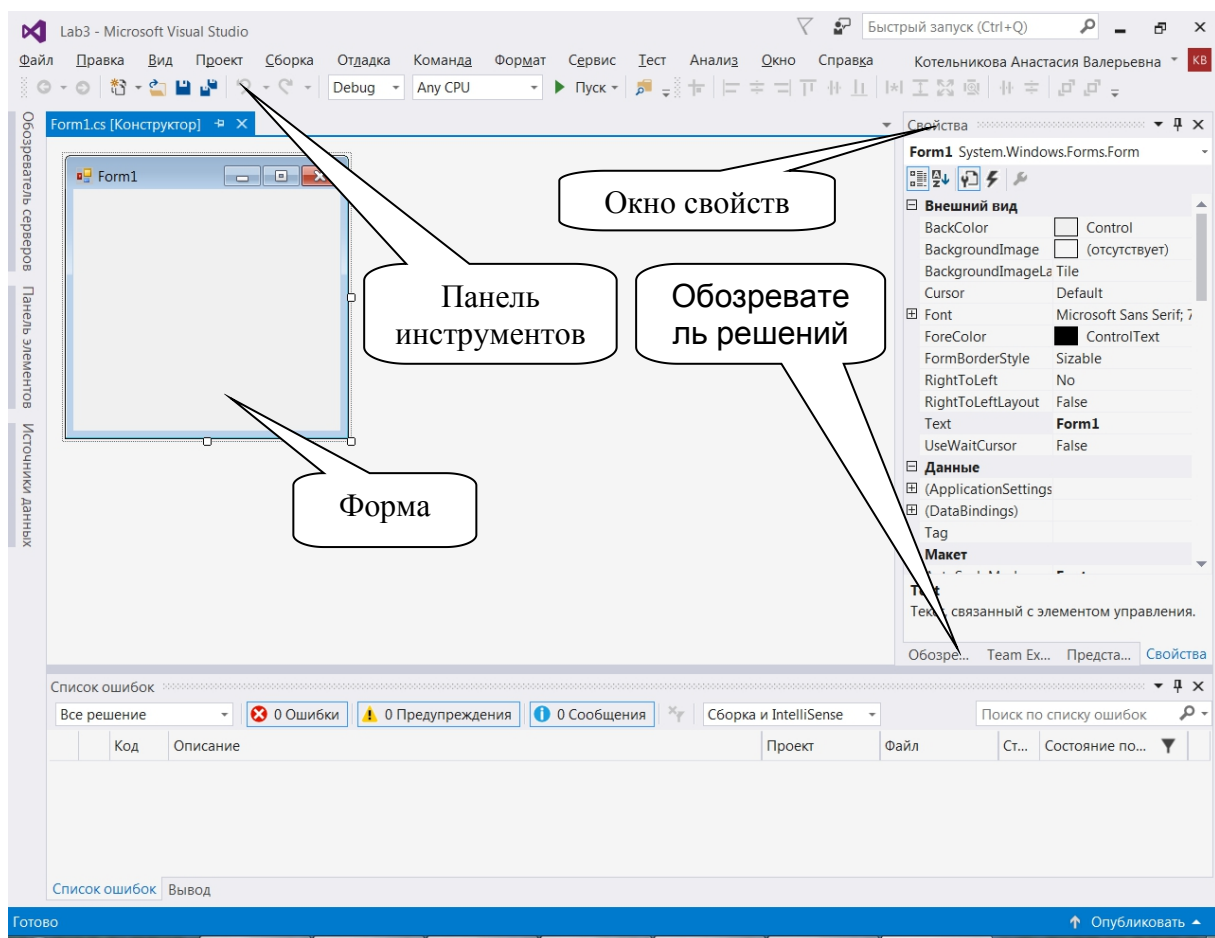 Lab3 - Microsoft Visual Studio
Быстрый запуск (Ctrl+Q)
Файл Правка Вид Проект Сборка Отладка Команда Формат Сервис Тест Анализ Окно Справка Котельникова Анастасия Валерьевна КВ
Debug Any CPU Пуск
Обозреватель серверов
Панель элементов
Источники данных
Form1.cs [Конструктор]
Form1
Панель
инструментов
Форма
Окно свойств
Обозревате
ль решений
Свойства
Form1 System.Windows.Forms.Form
Внешний вид
BackColor Control
BackgroundImage (отсутствует)
BackgroundImageLa Tile
Cursor Default
Font Microsoft Sans Serif; 7
ForeColor ControlText
FormBorderStyle Sizable
RightToLeft No
RightToLeftLayout False
Text Form1
UseWaitCursor False
Данные
(ApplicationSettings
(DataBindings)
Tag
Макет
Text
Текст, связанный с элементом управления.
Обозре... Team Ex... Предста... Свойства
Список ошибок
Все решение 0 Ошибки 0 Предупреждения 0 Сообщения Сборка и IntelliSense Поиск по списку ошибок
Код Описание Проект Файл Ст... Состояние по...
Список ошибок Вывод
Готово Опубликовать